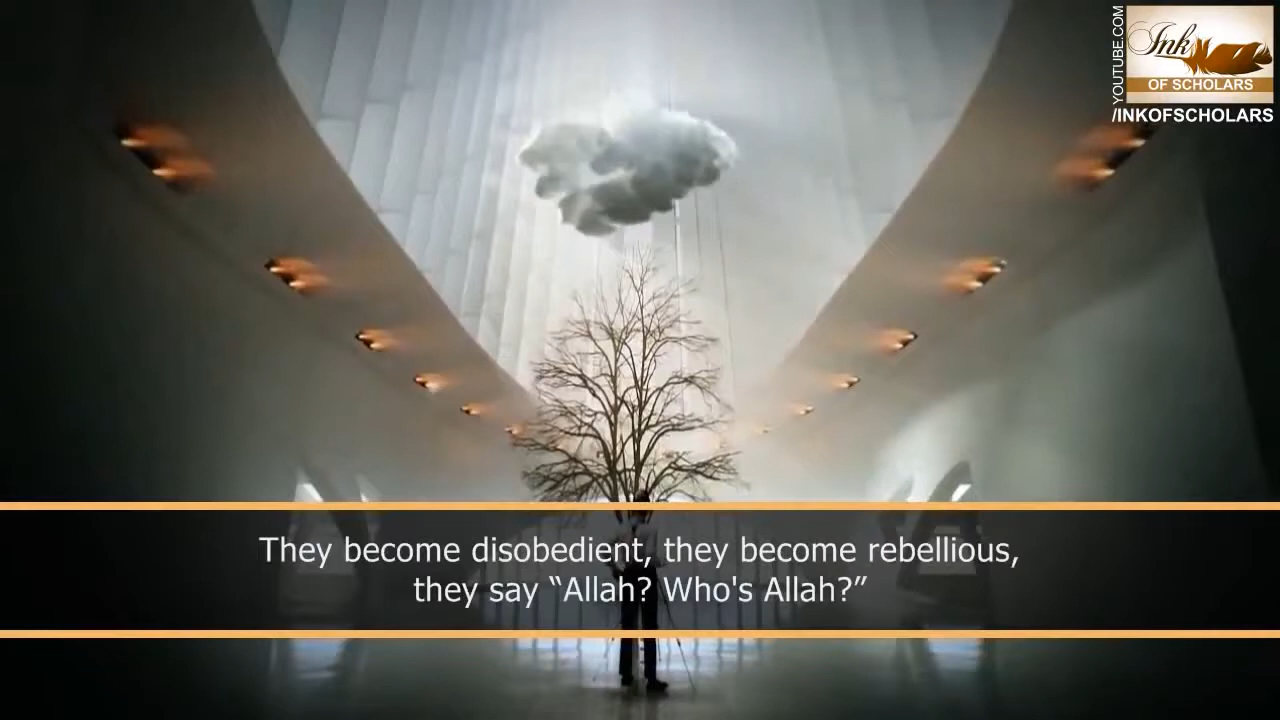 YOUTUBE.COM
Ink
OF SCHOLARS
/INKOFSCHOLARS
They become disobedient, they become rebellious,
they say “Allah? Who's Allah?”